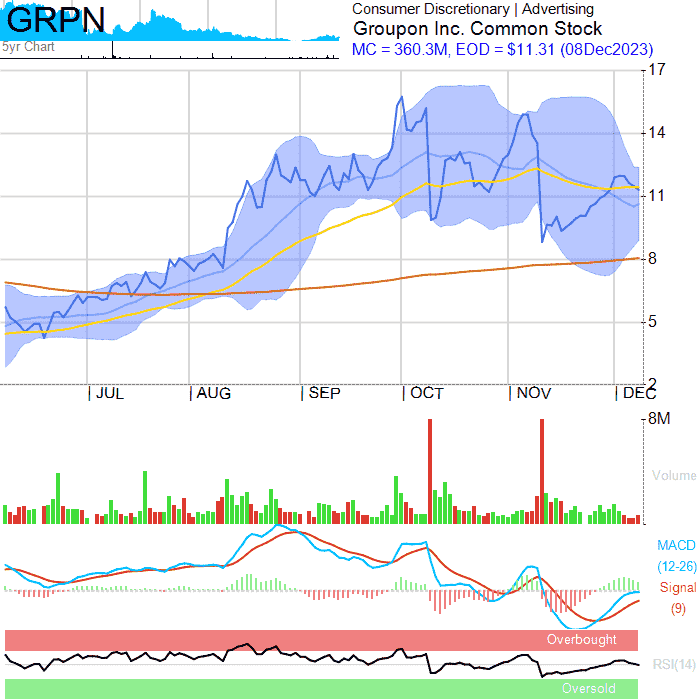 GRPN
5yr Chart
Consumer Discretionary | Advertising
Groupon Inc. Common Stock
MC = 360.3M, EOD = $11.31 (08Dec2023)
17
14
11
8
5
2
| JUL | AUG | SEP | OCT | NOV | DEC
8M
Volume
MACD
(12-26)
Signal
(9)
Overbought
RSI(14)
Oversold